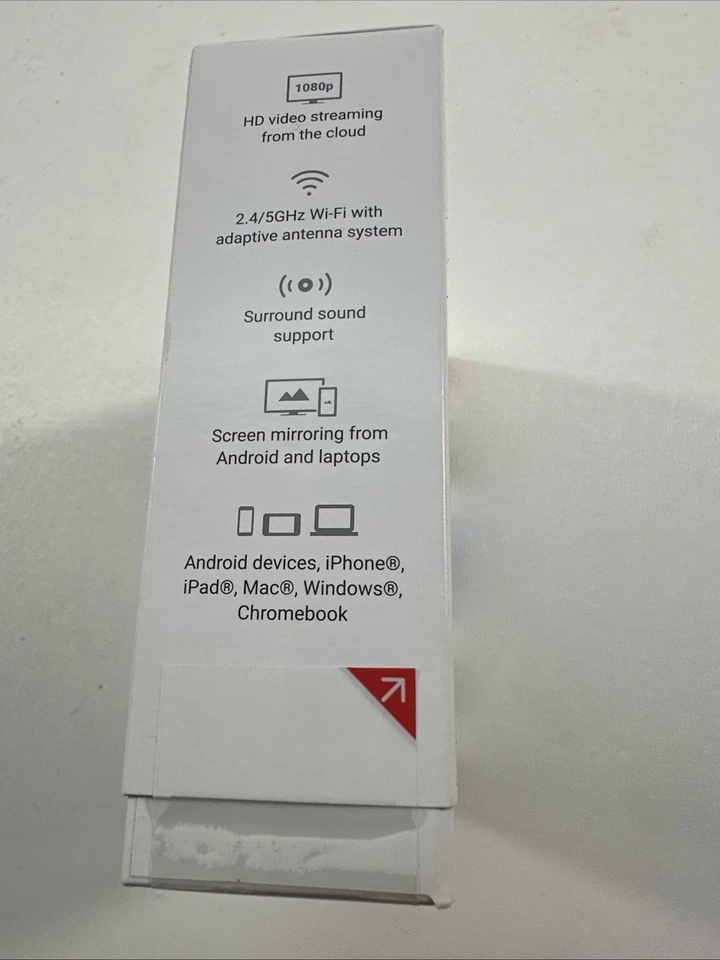 1080p
HD video streaming
from the cloud
2.4/5GHz Wi-Fi with
adaptive antenna system
Surround sound
support
Screen mirroring from
Android and laptops
Android devices, iPhone®,
iPad®, Mac®, Windows®,
Chromebook